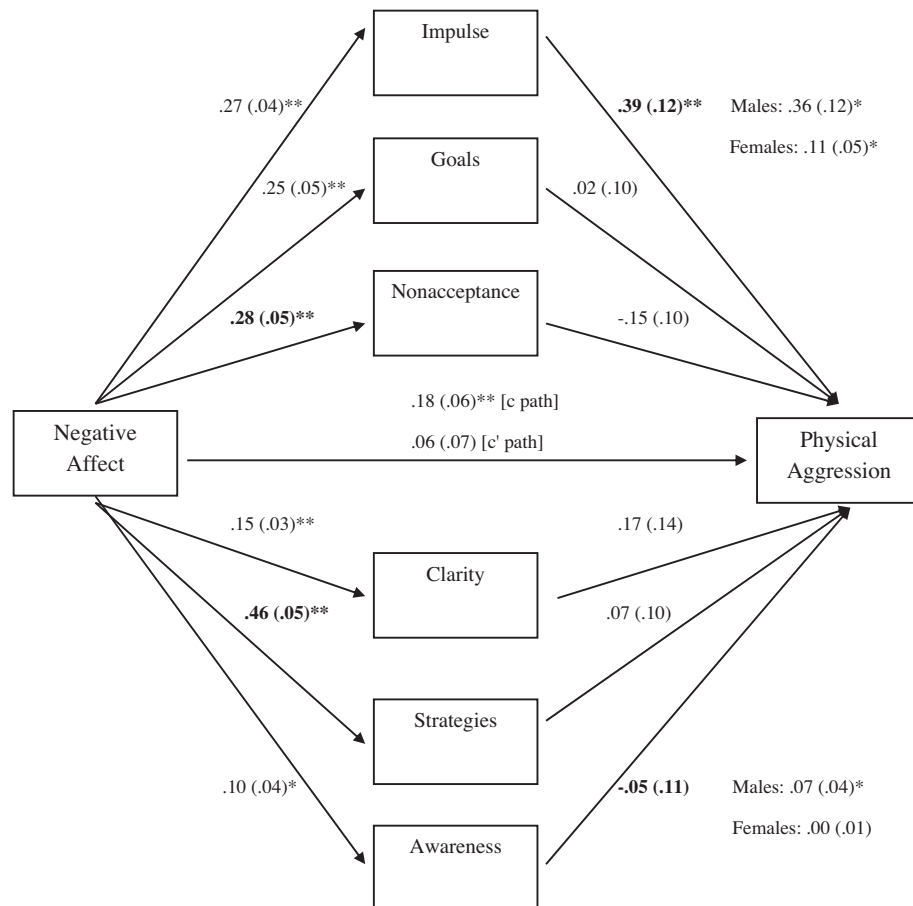 Impulse
.27 (.04)**
.39 (.12)**
Males: .36 (.12)*
Females: .11 (.05)*
Goals
.25 (.05)**
.02 (.10)
Nonacceptance
.28 (.05)**
-.15 (.10)
.18 (.06)** [c path]
Negative
Affect
.06 (.07) [c' path]
Physical
Aggression
.15 (.03)**
.17 (.14)
Clarity
.46 (.05)**
.07 (.10)
Strategies
.10 (.04)*
-.05 (.11)
Males: .07 (.04)*
Females: .00 (.01)
Awareness